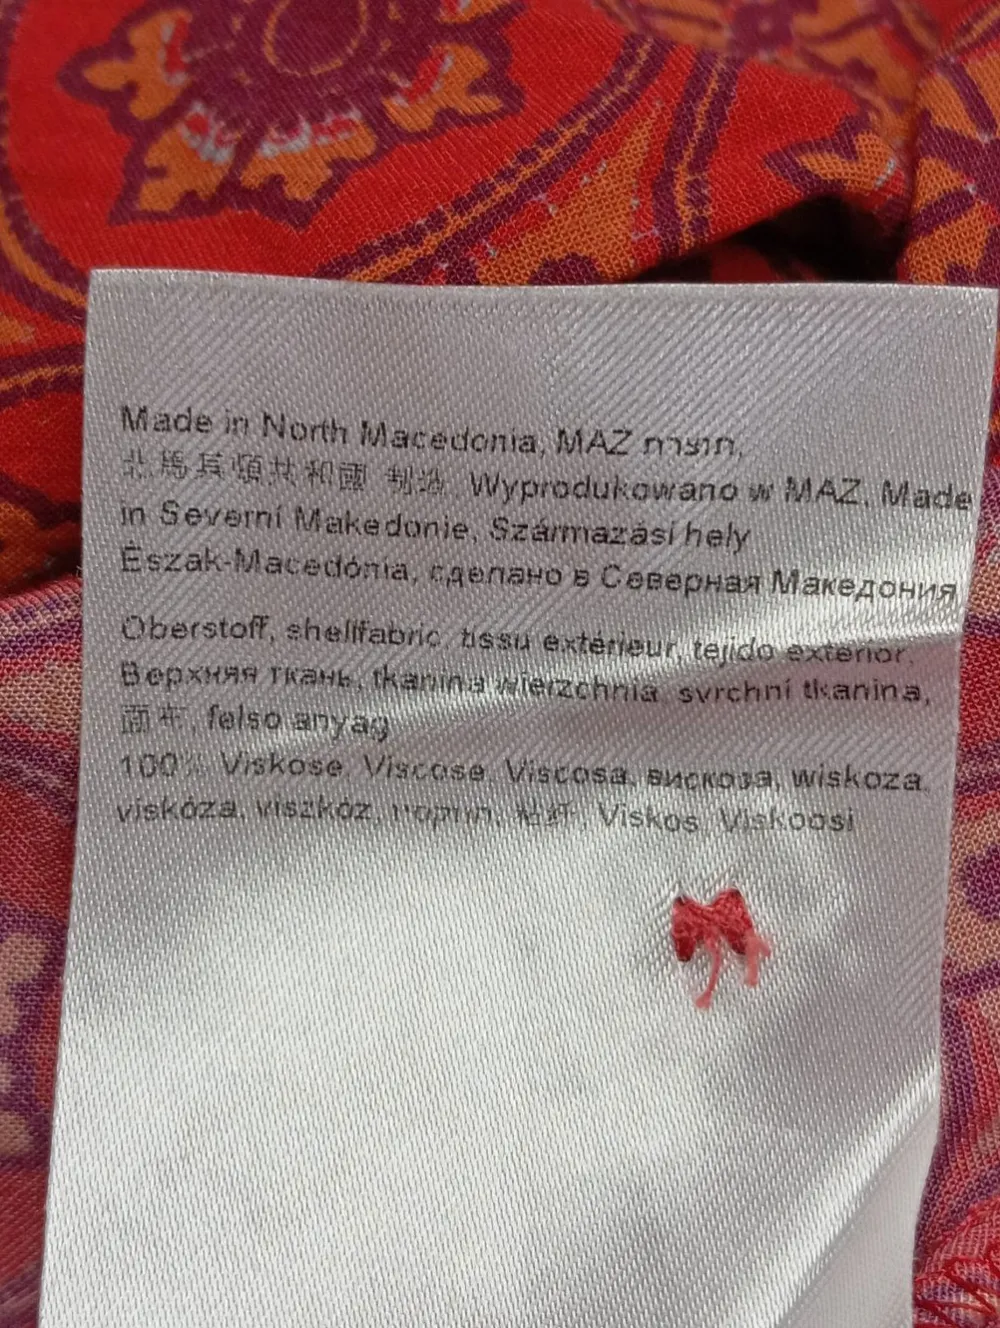 Made in North Macedonia, MAZ תוצרת,
北馬其頓共和國 制造, Wyprodukowano w MAZ, Made
in Severní Makedonie, Származási hely
Észak-Macedónia, сделано в Северная Македония
Oberstoff, shellfabric, tissu extérieur, tejido exterior,
Верхняя ткань, tkanina wierzchnia, svrchní tkanina,
面布, felso anyag
100% Viskose, Viscose, Viscosa, вискоза, wiskoza,
viskóza, viszkóz, 粘纤, Viskos, Viskoosi